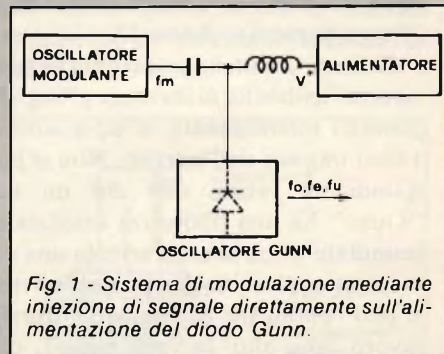 OSCILLATORE
MODULANTE
fm
V+
ALIMENTATORE
fo,fe,fu
OSCILLATORE GUNN
Fig. 1 - Sistema di modulazione mediante
iniezione di segnale direttamente sull'ali-
mentazione del diodo Gunn.